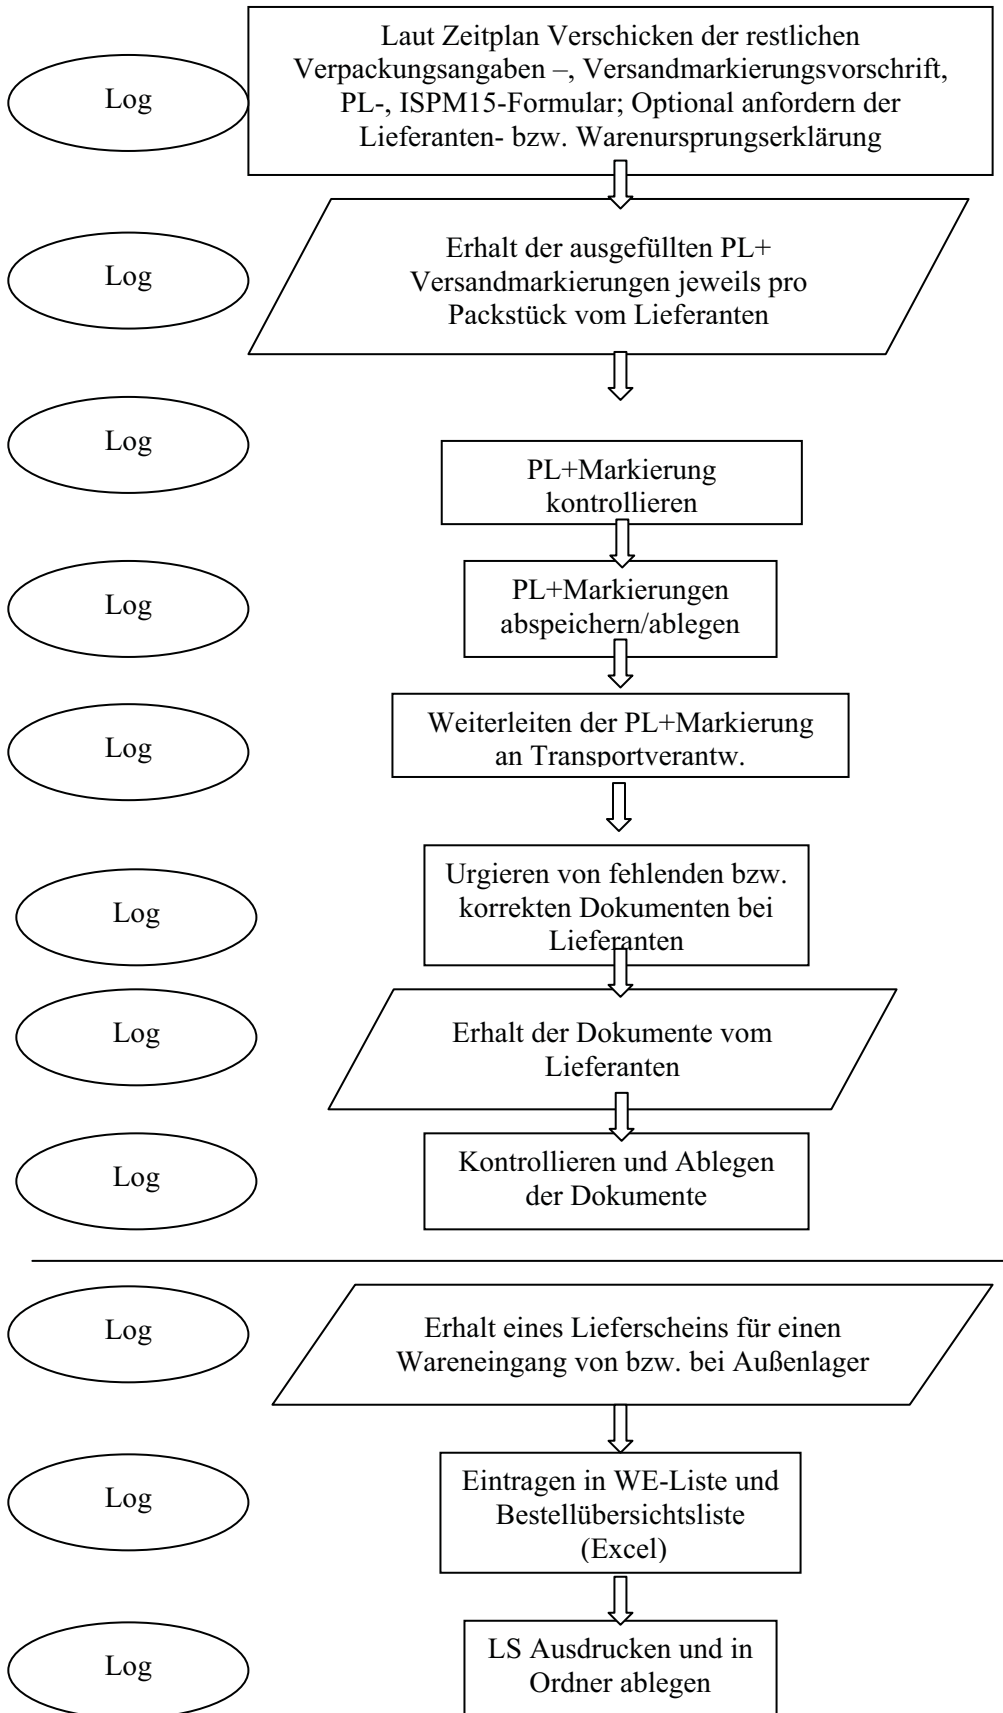 Log
Laut Zeitplan Verschicken der restlichen
Verpackungsangaben –, Versandmarkierungsvorschrift,
PL-, ISPM15-Formular; Optional anfordern der
Lieferanten- bzw. Warenursprungserklärung
Log
Erhalt der ausgefüllten PL+
Versandmarkierungen jeweils pro
Packstück vom Lieferanten
Log
PL+Markierung
kontrollieren
Log
PL+Markierungen
abspeichern/ablegen
Log
Weiterleiten der PL+Markierung
an Transportverantw.
Log
Urgieren von fehlenden bzw.
korrekten Dokumenten bei
Lieferanten
Log
Erhalt der Dokumente vom
Lieferanten
Log
Kontrollieren und Ablegen
der Dokumente
Log
Erhalt eines Lieferscheins für einen
Wareneingang von bzw. bei Außenlager
Log
Eintragen in WE-Liste und
Bestellübersichtsliste
(Excel)
Log
LS Ausdrucken und in
Ordner ablegen